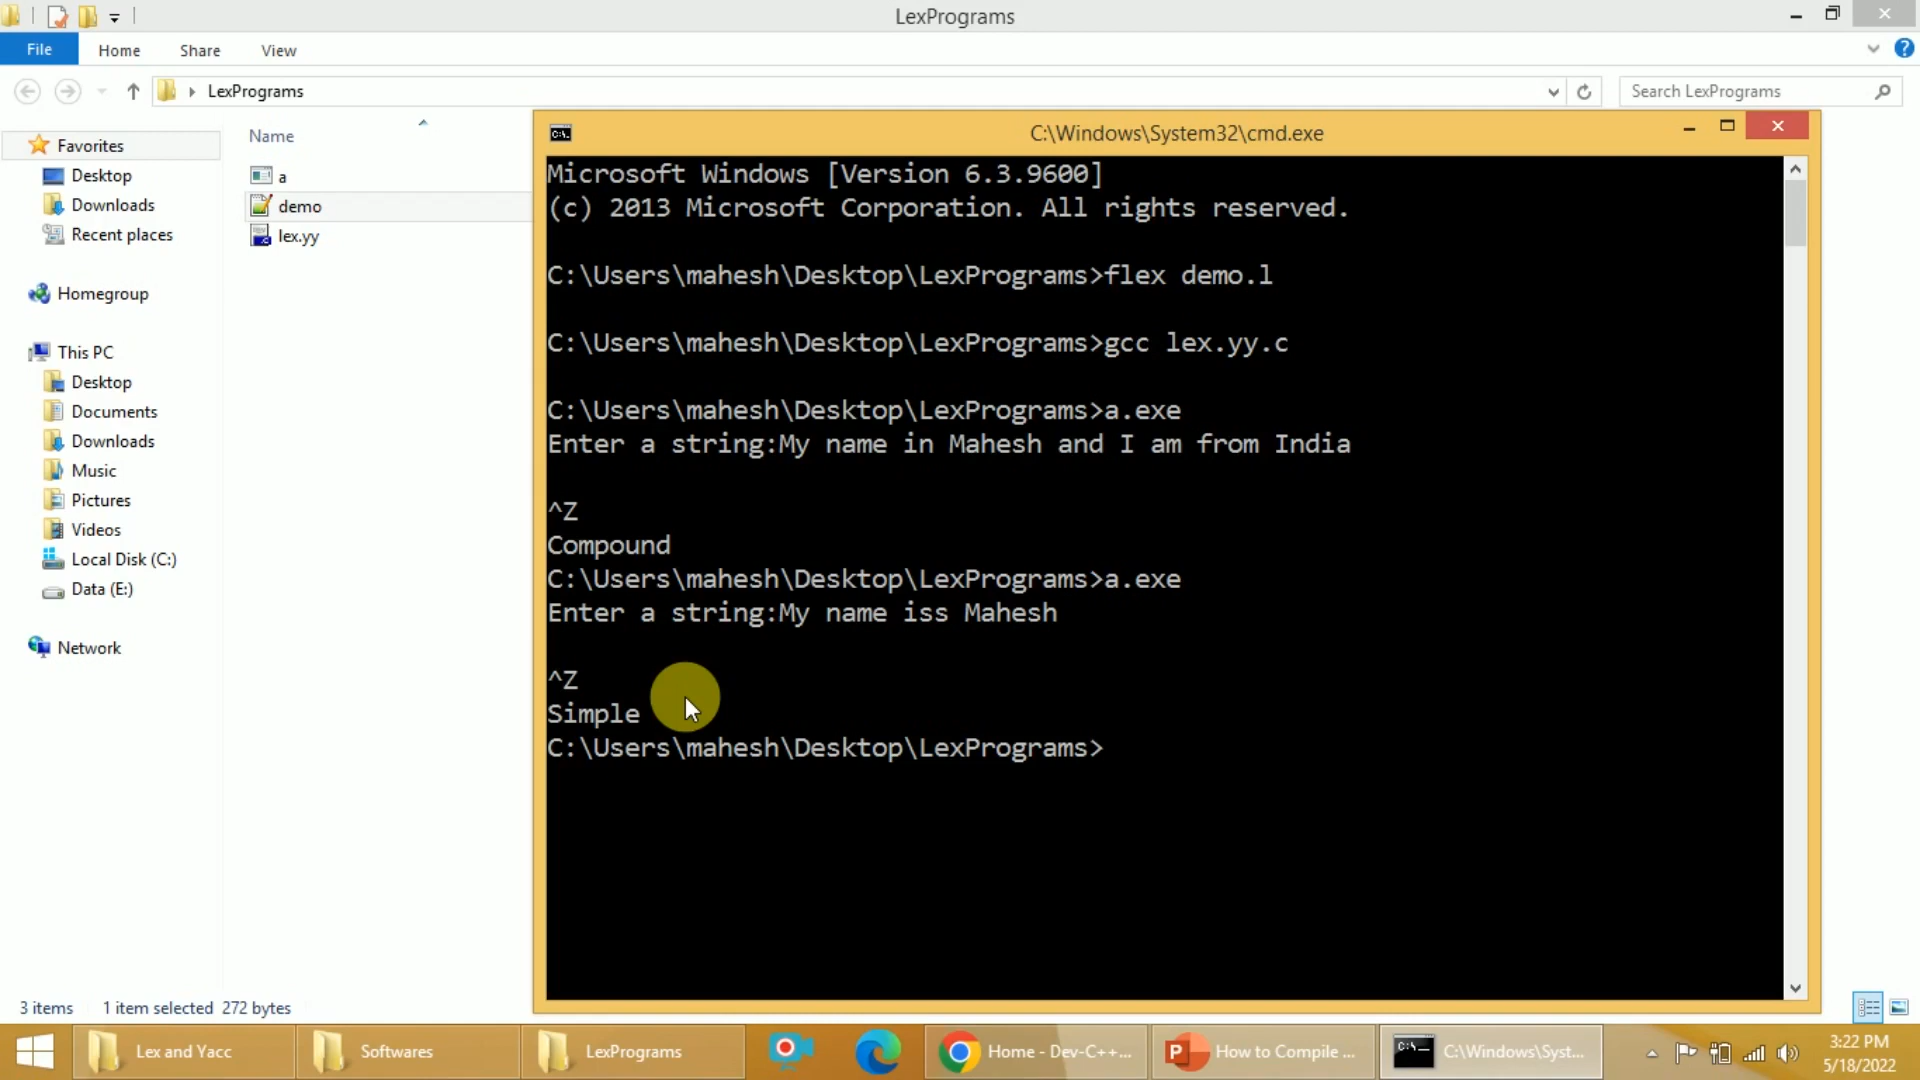 LexPrograms
File Home Share View
LexPrograms
Search LexPrograms
Favorites
Desktop
Downloads
Recent places
Homegroup
This PC
Desktop
Documents
Downloads
Music
Pictures
Videos
Local Disk (C:)
Data (E:)
Network
Name
a
demo
lex.yy
C:\Windows\System32\cmd.exe
Microsoft Windows [Version 6.3.9600]
(c) 2013 Microsoft Corporation. All rights reserved.
C:\Users\mahesh\Desktop\LexPrograms>flex demo.l
C:\Users\mahesh\Desktop\LexPrograms>gcc lex.yy.c
C:\Users\mahesh\Desktop\LexPrograms>a.exe
Enter a string:My name in Mahesh and I am from India
^Z
Compound
C:\Users\mahesh\Desktop\LexPrograms>a.exe
Enter a string:My name iss Mahesh
^Z
Simple
C:\Users\mahesh\Desktop\LexPrograms>
3 items 1 item selected 272 bytes
Lex and Yacc Softwares LexPrograms Home - Dev-C++... How to Compile ... C:\Windows\Syst...
3:22 PM
5/18/2022